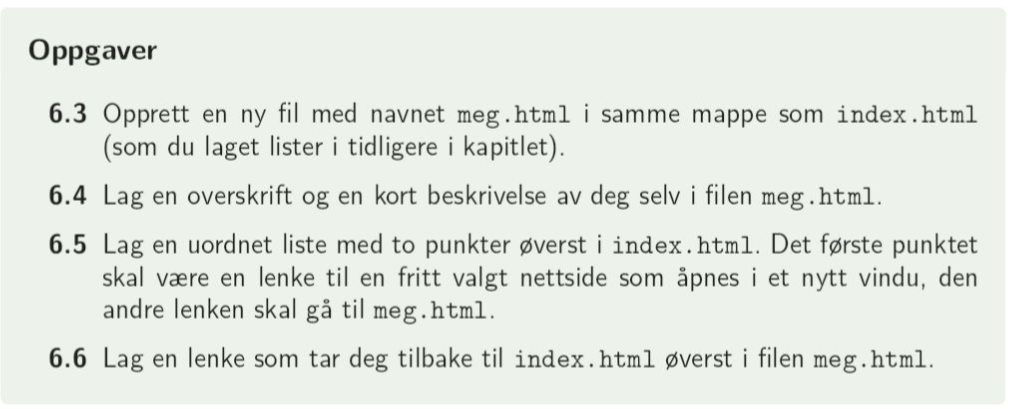 Oppgaver
6.3 Opprett en ny fil med navnet meg.html i samme mappe som index.html
(som du laget lister i tidligere i kapitlet).
6.4 Lag en overskrift og en kort beskrivelse av deg selv i filen meg.html.
6.5 Lag en uordnet liste med to punkter øverst i index.html. Det første punktet
skal være en lenke til en fritt valgt nettside som åpnes i et nytt vindu, den
andre lenken skal gå til meg.html.
6.6 Lag en lenke som tar deg tilbake til index.html øverst i filen meg.html.